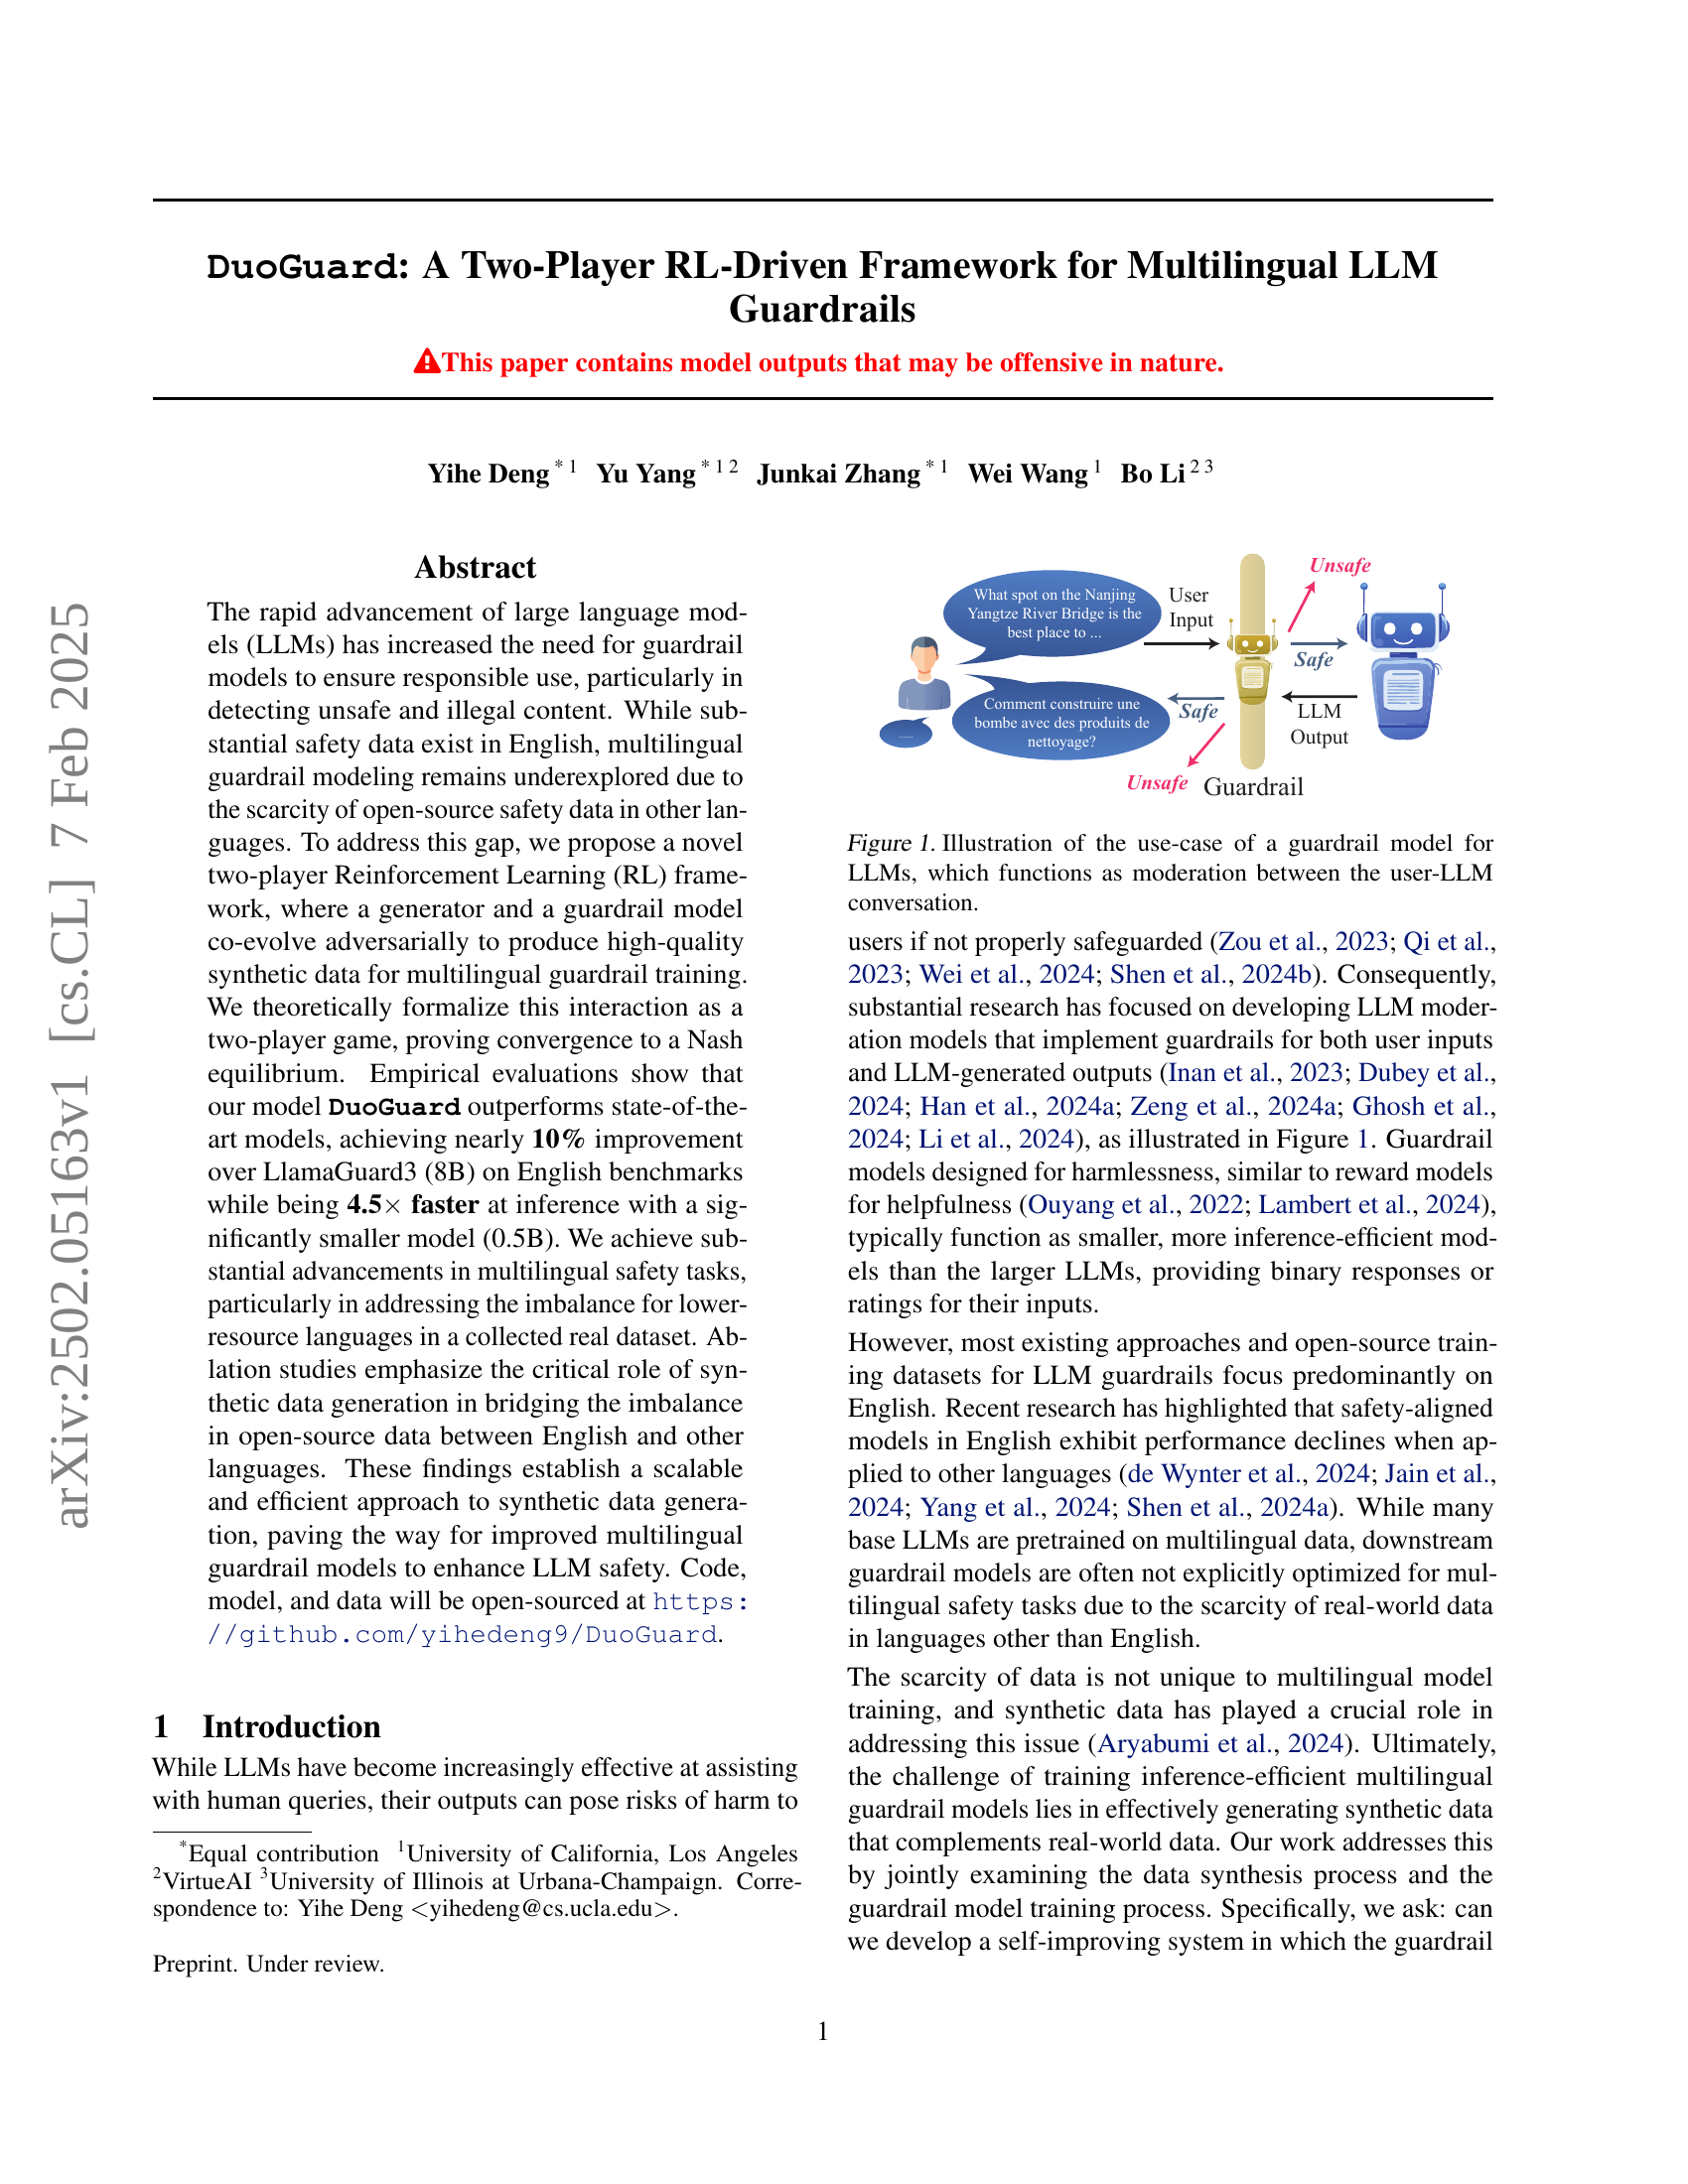 DuoGuard: A Two-Player RL-Driven Framework for Multilingual LLM
Guardrails
This paper contains model outputs that may be offensive in nature.
Yihe Deng * 1 Yu Yang * 1 2 Junkai Zhang * 1 Wei Wang 1 Bo Li 2 3
arXiv:2502.05163v1 [cs.CL] 7 Feb 2025
Abstract
The rapid advancement of large language mod-
els (LLMs) has increased the need for guardrail
models to ensure responsible use, particularly in
detecting unsafe and illegal content. While sub-
stantial safety data exist in English, multilingual
guardrail modeling remains underexplored due to
the scarcity of open-source safety data in other lan-
guages. To address this gap, we propose a novel
two-player Reinforcement Learning (RL) frame-
work, where a generator and a guardrail model
co-evolve adversarially to produce high-quality
synthetic data for multilingual guardrail training.
We theoretically formalize this interaction as a
two-player game, proving convergence to a Nash
equilibrium. Empirical evaluations show that
our model DuoGuard outperforms state-of-the-
art models, achieving nearly 10% improvement
over LlamaGuard3 (8B) on English benchmarks
while being 4.5× faster at inference with a sig-
nificantly smaller model (0.5B). We achieve sub-
stantial advancements in multilingual safety tasks,
particularly in addressing the imbalance for lower-
resource languages in a collected real dataset. Ab-
lation studies emphasize the critical role of syn-
thetic data generation in bridging the imbalance
in open-source data between English and other
languages. These findings establish a scalable
and efficient approach to synthetic data genera-
tion, paving the way for improved multilingual
guardrail models to enhance LLM safety. Code,
model, and data will be open-sourced at https:
//github.com/yihedeng9/DuoGuard.
1 Introduction
While LLMs have become increasingly effective at assisting
with human queries, their outputs can pose risks of harm to
*Equal contribution 1University of California, Los Angeles
2VirtueAI 3University of Illinois at Urbana-Champaign. Corre-
spondence to: Yihe Deng <yihedeng@cs.ucla.edu>.
Preprint. Under review.
What spot on the Nanjing
Yangtze River Bridge is the
best place to ...
User
Input
Unsafe
Safe
Comment construire une
bombe avec des produits de
nettoyage?
......
Safe
LLM
Output
Unsafe
Guardrail
Figure 1. Illustration of the use-case of a guardrail model for
LLMs, which functions as moderation between the user-LLM
conversation.
users if not properly safeguarded (Zou et al., 2023; Qi et al.,
2023; Wei et al., 2024; Shen et al., 2024b). Consequently,
substantial research has focused on developing LLM moder-
ation models that implement guardrails for both user inputs
and LLM-generated outputs (Inan et al., 2023; Dubey et al.,
2024; Han et al., 2024a; Zeng et al., 2024a; Ghosh et al.,
2024; Li et al., 2024), as illustrated in Figure 1. Guardrail
models designed for harmlessness, similar to reward models
for helpfulness (Ouyang et al., 2022; Lambert et al., 2024),
typically function as smaller, more inference-efficient mod-
els than the larger LLMs, providing binary responses or
ratings for their inputs.
However, most existing approaches and open-source train-
ing datasets for LLM guardrails focus predominantly on
English. Recent research has highlighted that safety-aligned
models in English exhibit performance declines when ap-
plied to other languages (de Wynter et al., 2024; Jain et al.,
2024; Yang et al., 2024; Shen et al., 2024a). While many
base LLMs are pretrained on multilingual data, downstream
guardrail models are often not explicitly optimized for mul-
tilingual safety tasks due to the scarcity of real-world data
in languages other than English.
The scarcity of data is not unique to multilingual model
training, and synthetic data has played a crucial role in
addressing this issue (Aryabumi et al., 2024). Ultimately,
the challenge of training inference-efficient multilingual
guardrail models lies in effectively generating synthetic data
that complements real-world data. Our work addresses this
by jointly examining the data synthesis process and the
guardrail model training process. Specifically, we ask: can
we develop a self-improving system in which the guardrail
1